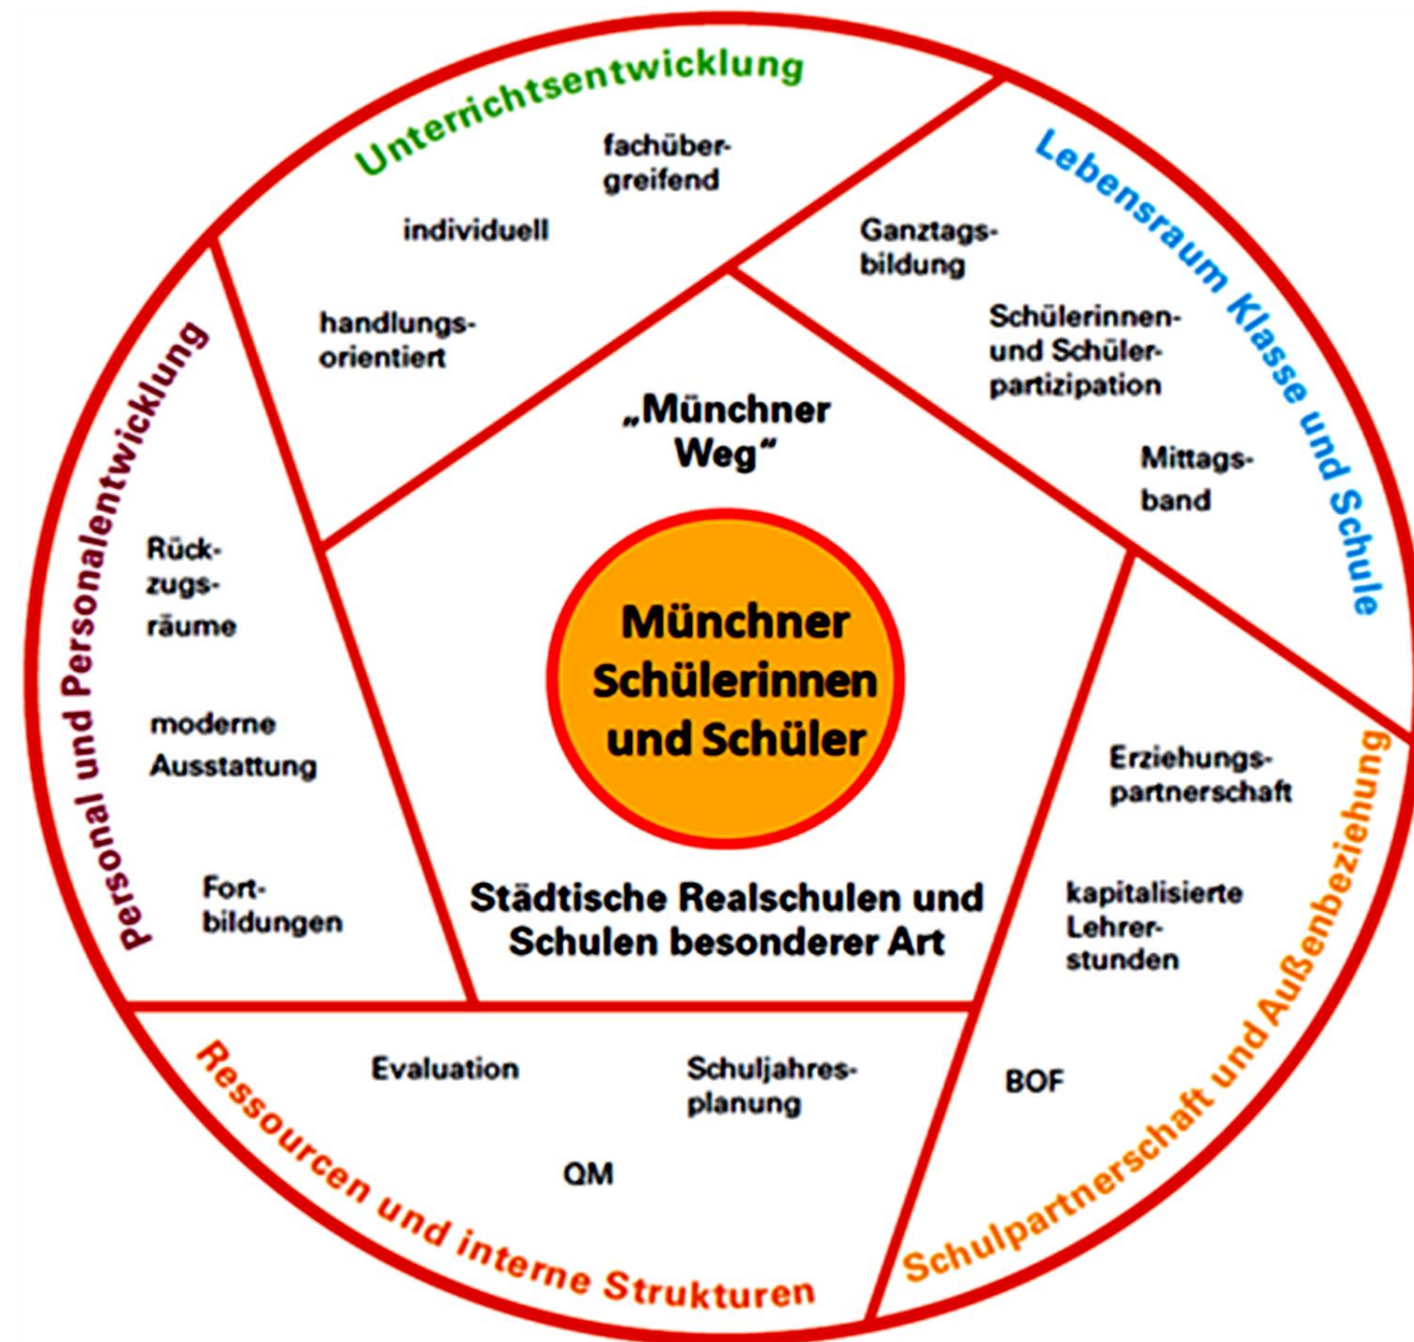 Unterrichtsentwicklung
fachüber-
greifend
individuell
handlungs-
orientiert
Lebensraum Klasse und Schule
Ganztags-
bildung
Schülerinnen-
und Schüler-
partizipation
Mittags-
band
Schulpartnerschaft und Außenbeziehung
Erziehungs-
partnerschaft
kapitalisierte
Lehrer-
stunden
BOF
Ressourcen und interne Strukturen
Evaluation
Schuljahres-
planung
QM
Personal und Personalentwicklung
Rück-
zugs-
räume
moderne
Ausstattung
Fort-
bildungen
„Münchner
Weg“
Münchner
Schülerinnen
und Schüler
Städtische Realschulen und
Schulen besonderer Art